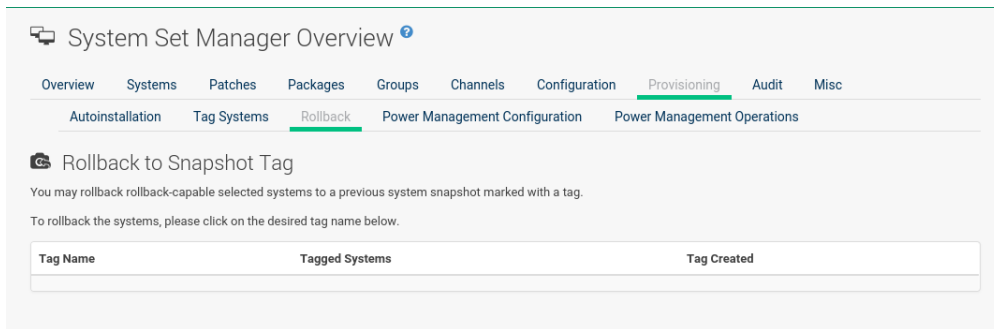 System Set Manager Overview ?
Overview Systems Patches Packages Groups Channels Configuration Provisioning Audit Misc
Autoinstallation Tag Systems Rollback Power Management Configuration Power Management Operations
Rollback to Snapshot Tag
You may rollback rollback-capable selected systems to a previous system snapshot marked with a tag.
To rollback the systems, please click on the desired tag name below.
Tag Name Tagged Systems Tag Created